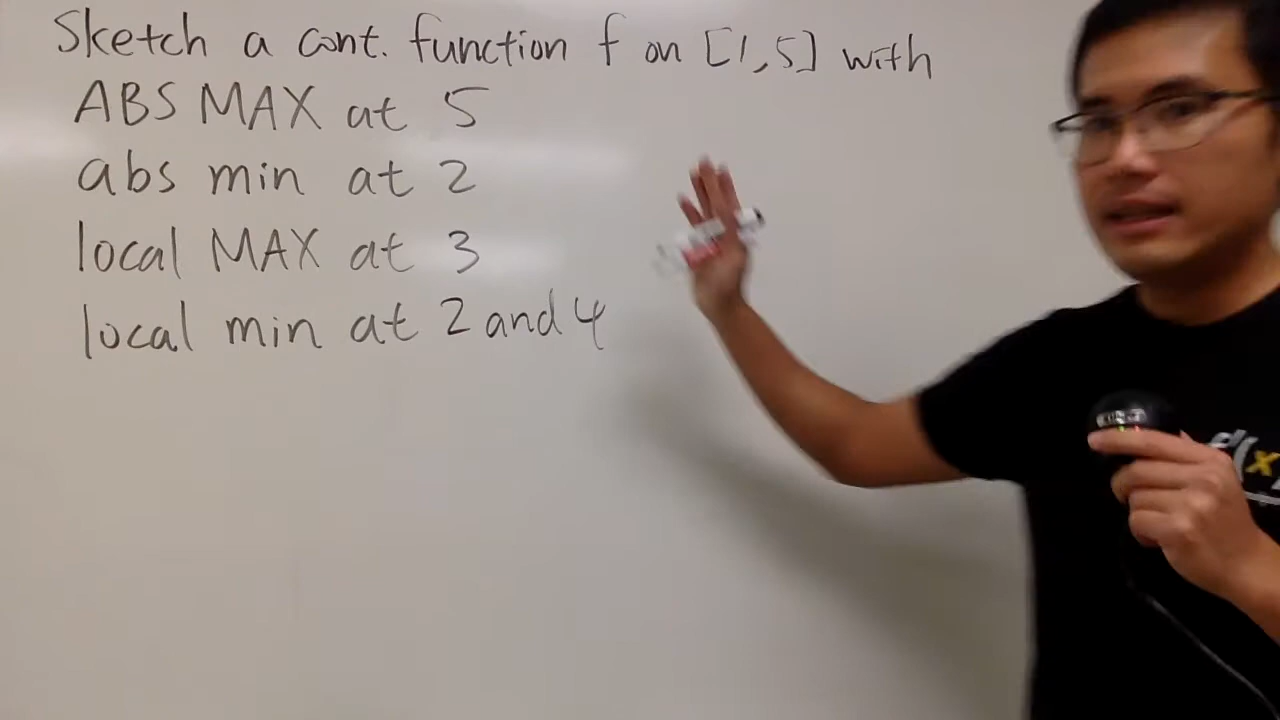 Sketch a cont. function f on [1,5] with
ABS MAX at 5
abs min at 2
local MAX at 3
local min at 2 and 4